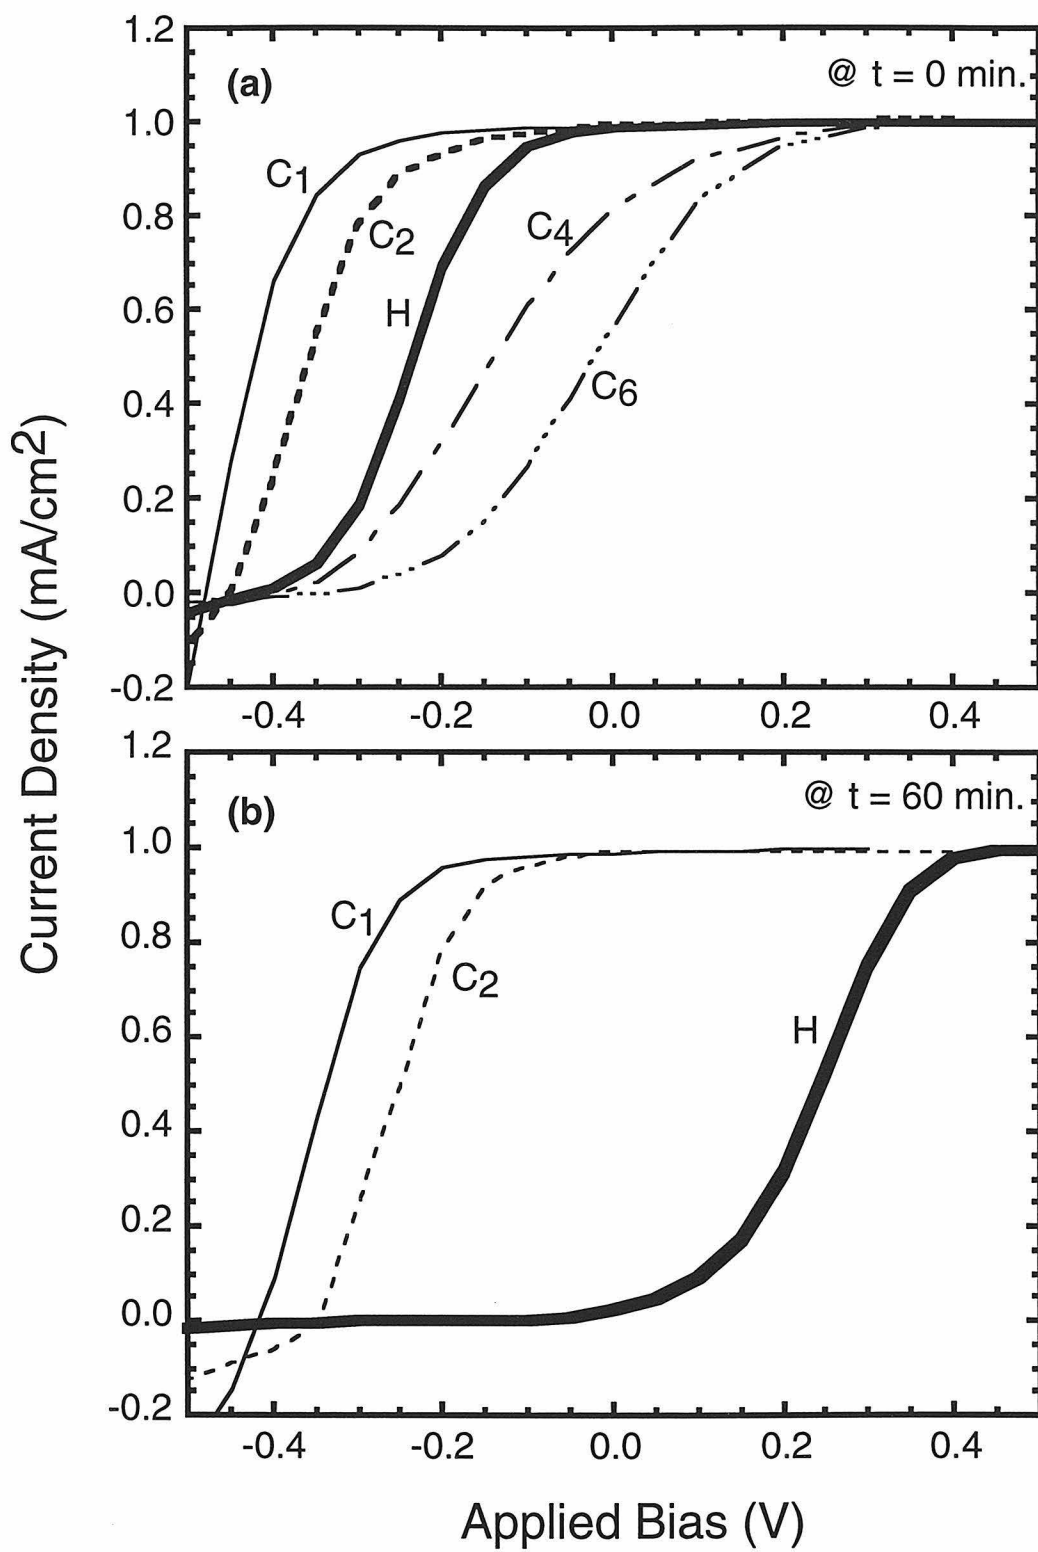 Current Density (mA/cm2)
1.2
(a)
@ t = 0 min.
1.0
C1
0.8
C2
C4
0.6
H
C6
0.4
0.2
0.0
-0.2
-0.4 -0.2 0.0 0.2 0.4
1.2
(b)
@ t = 60 min.
1.0
C1
0.8
C2
0.6
H
0.4
0.2
0.0
-0.2
-0.4 -0.2 0.0 0.2 0.4
Applied Bias (V)